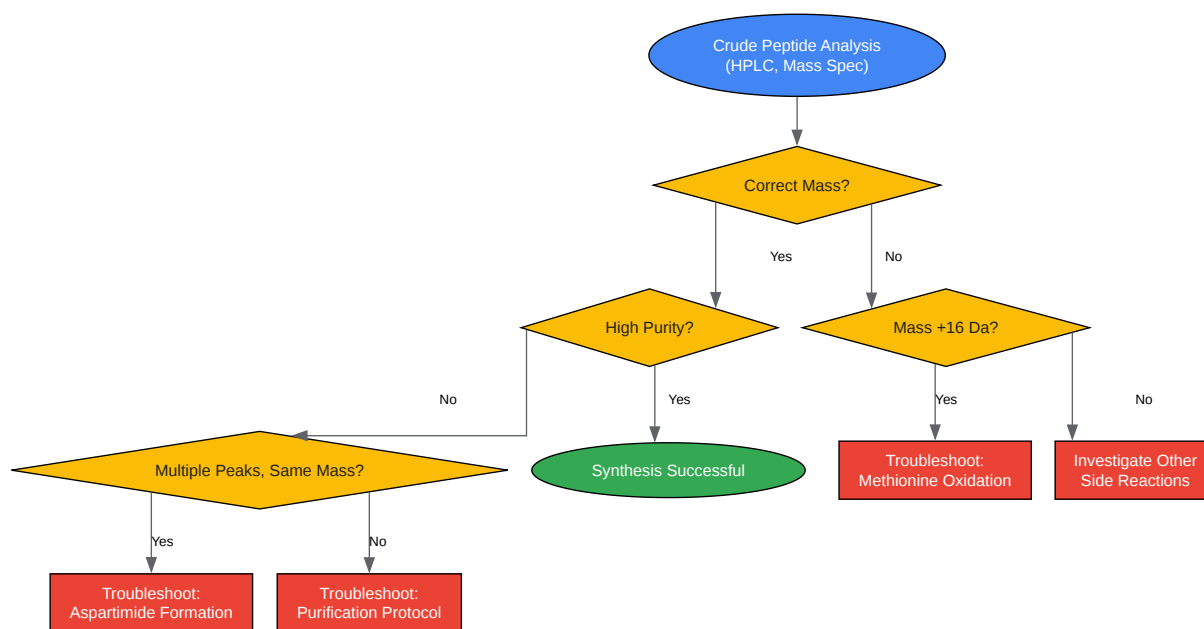 Crude Peptide Analysis
(HPLC, Mass Spec)
Correct Mass?
Yes
No
High Purity?
Mass +16 Da?
No
Yes
Yes
No
Multiple Peaks, Same Mass?
Synthesis Successful
Troubleshoot:
Methionine Oxidation
Investigate Other
Side Reactions
Yes
No
Troubleshoot:
Aspartimide Formation
Troubleshoot:
Purification Protocol